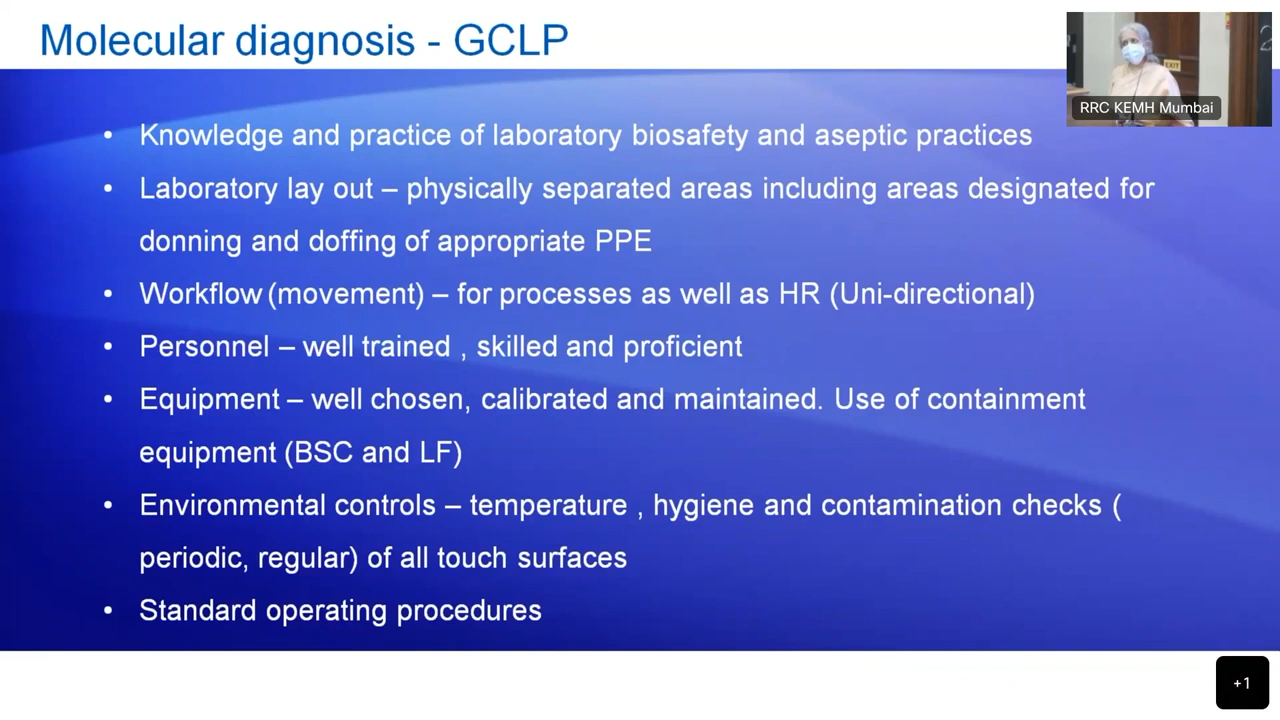 Molecular diagnosis - GCLP
RRC KEMH Mumbai
EXIT
2
• Knowledge and practice of laboratory biosafety and aseptic practices
• Laboratory lay out – physically separated areas including areas designated for
donning and doffing of appropriate PPE
• Workflow (movement) – for processes as well as HR (Uni-directional)
• Personnel – well trained , skilled and proficient
• Equipment – well chosen, calibrated and maintained. Use of containment
equipment (BSC and LF)
• Environmental controls – temperature , hygiene and contamination checks (
periodic, regular) of all touch surfaces
• Standard operating procedures
+1